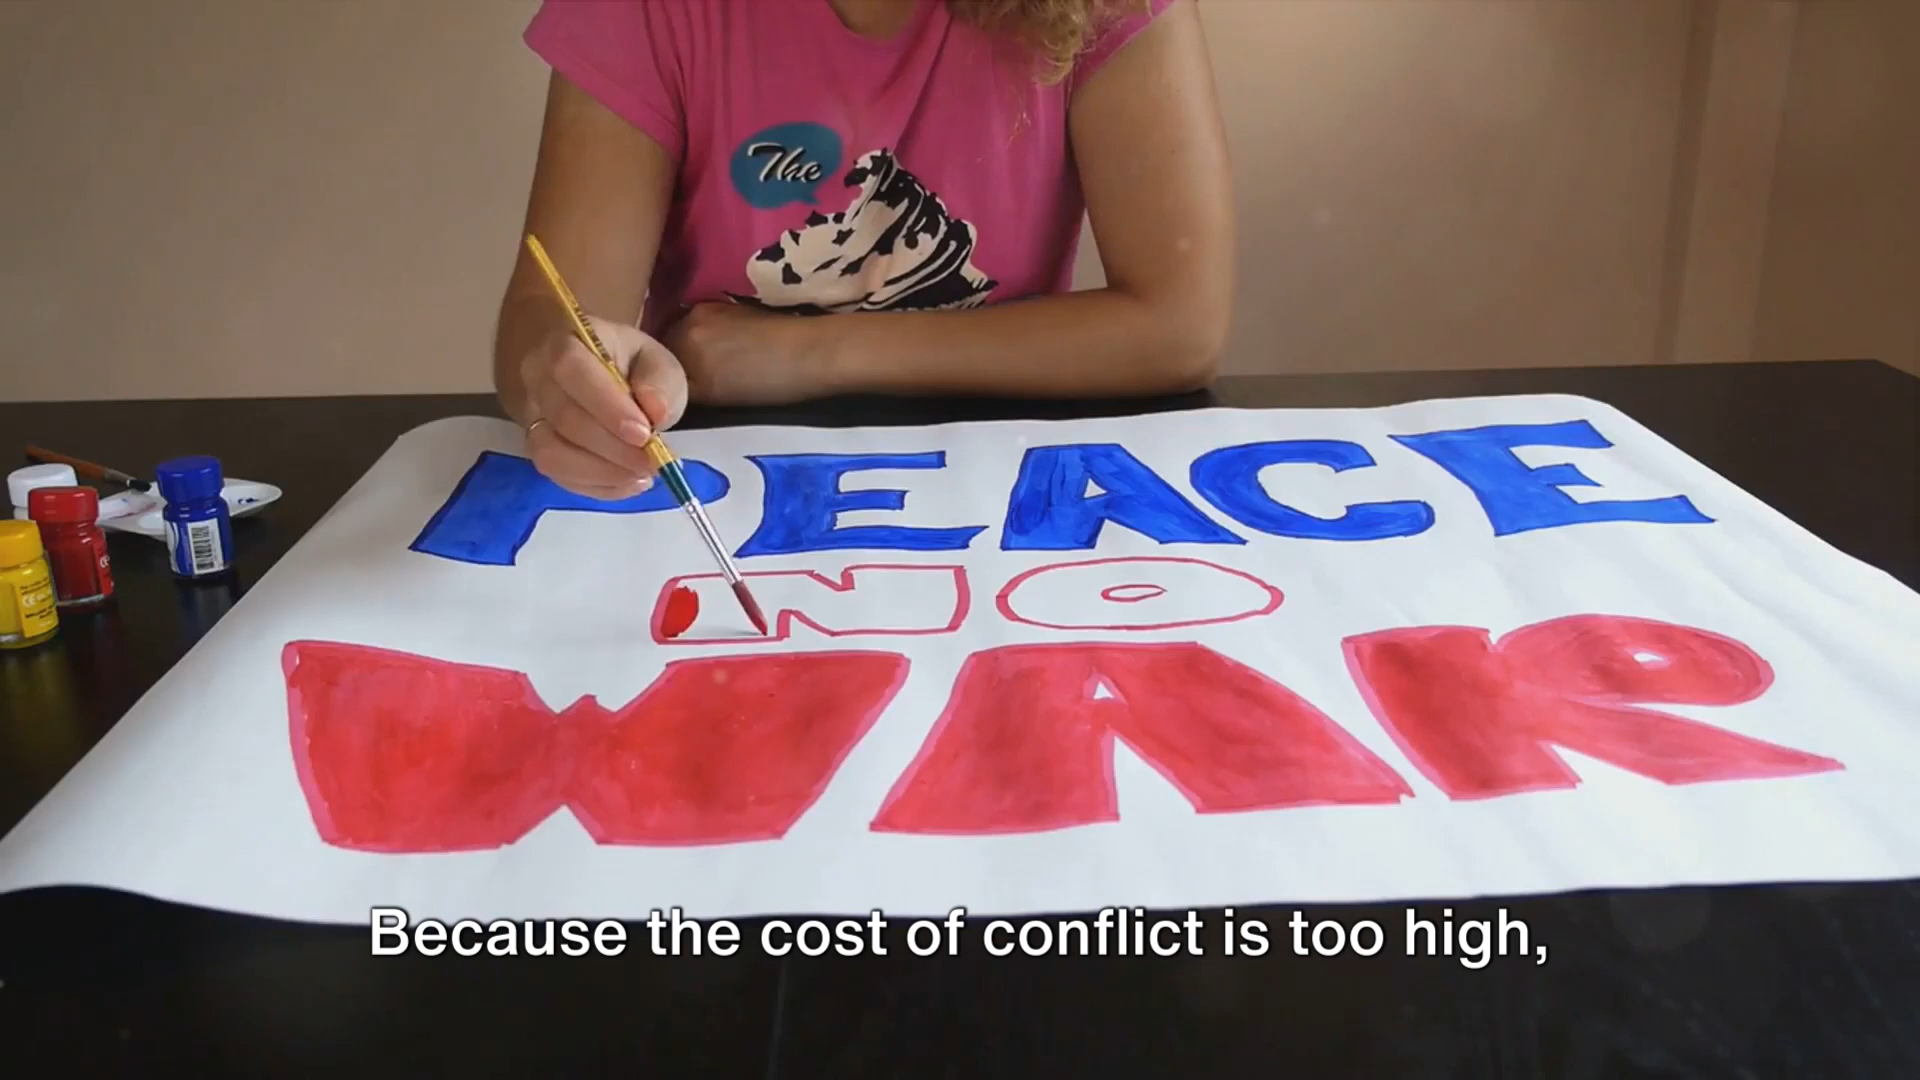 The
PEACE
NO
WAR
Because the cost of conflict is too high,